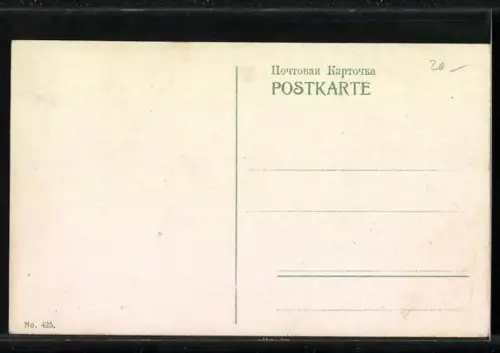 Почтовая Карточка
POSTKARTE
20 –
No. 425.